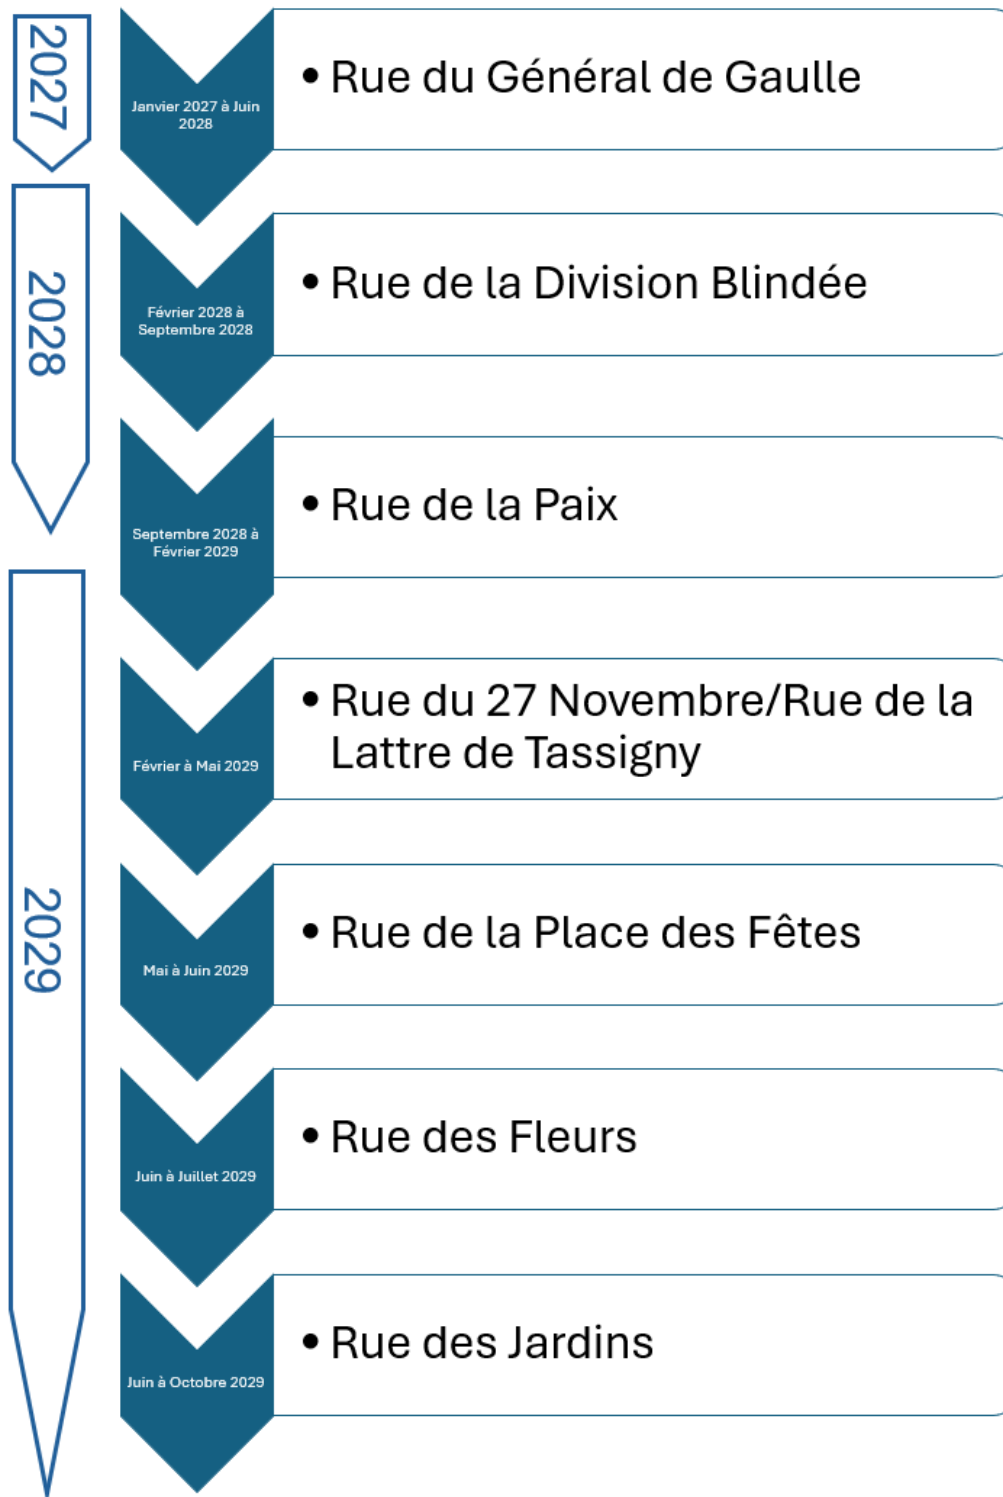 2027
Janvier 2027 à Juin
2028
• Rue du Général de Gaulle
2028
Février 2028 à
Septembre 2028
• Rue de la Division Blindée
Septembre 2028 à
Février 2029
• Rue de la Paix
2029
Février à Mai 2029
• Rue du 27 Novembre/Rue de la
Lattre de Tassigny
Mai à Juin 2029
• Rue de la Place des Fêtes
Juin à Juillet 2029
• Rue des Fleurs
Juin à Octobre 2029
• Rue des Jardins